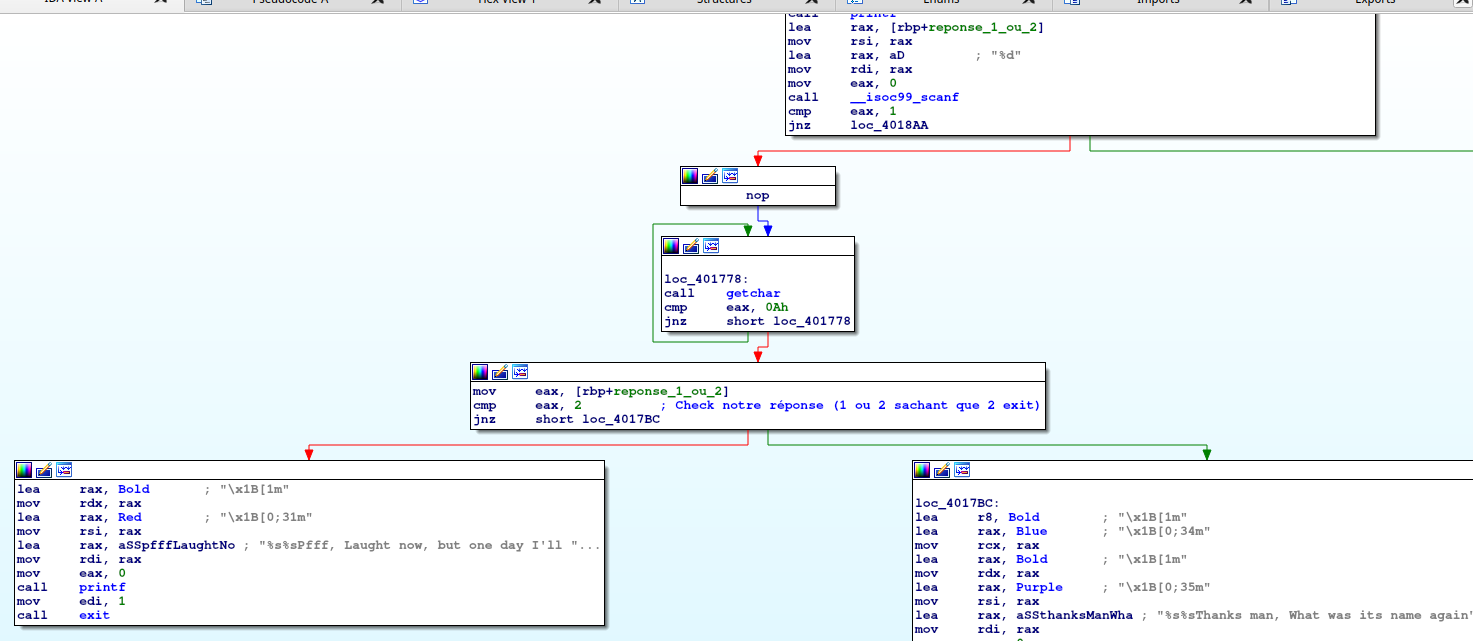 IDA View-A Pseudocode-A Hex View-1 Structures Enums Imports Exports
call printf
lea rax, [rbp+reponse_1_ou_2]
mov rsi, rax
lea rax, aD ; "%d"
mov rdi, rax
mov eax, 0
call __isoc99_scanf
cmp eax, 1
jnz loc_4018AA
nop
loc_401778:
call getchar
cmp eax, 0Ah
jnz short loc_401778
mov eax, [rbp+reponse_1_ou_2]
cmp eax, 2 ; Check notre réponse (1 ou 2 sachant que 2 exit)
jnz short loc_4017BC
lea rax, Bold ; "\x1B[1m"
mov rdx, rax
lea rax, Red ; "\x1B[0;31m"
mov rsi, rax
lea rax, aSSpfffLaughtNo ; "%s%sPfff, Laught now, but one day I'll "...
mov rdi, rax
mov eax, 0
call printf
mov edi, 1
call exit
loc_4017BC:
lea r8, Bold ; "\x1B[1m"
lea rax, Blue ; "\x1B[0;34m"
mov rcx, rax
lea rax, Bold ; "\x1B[1m"
mov rdx, rax
lea rax, Purple ; "\x1B[0;35m"
mov rsi, rax
lea rax, aSSthanksManWha ; "%s%sThanks man, What was its name again"
mov rdi, rax